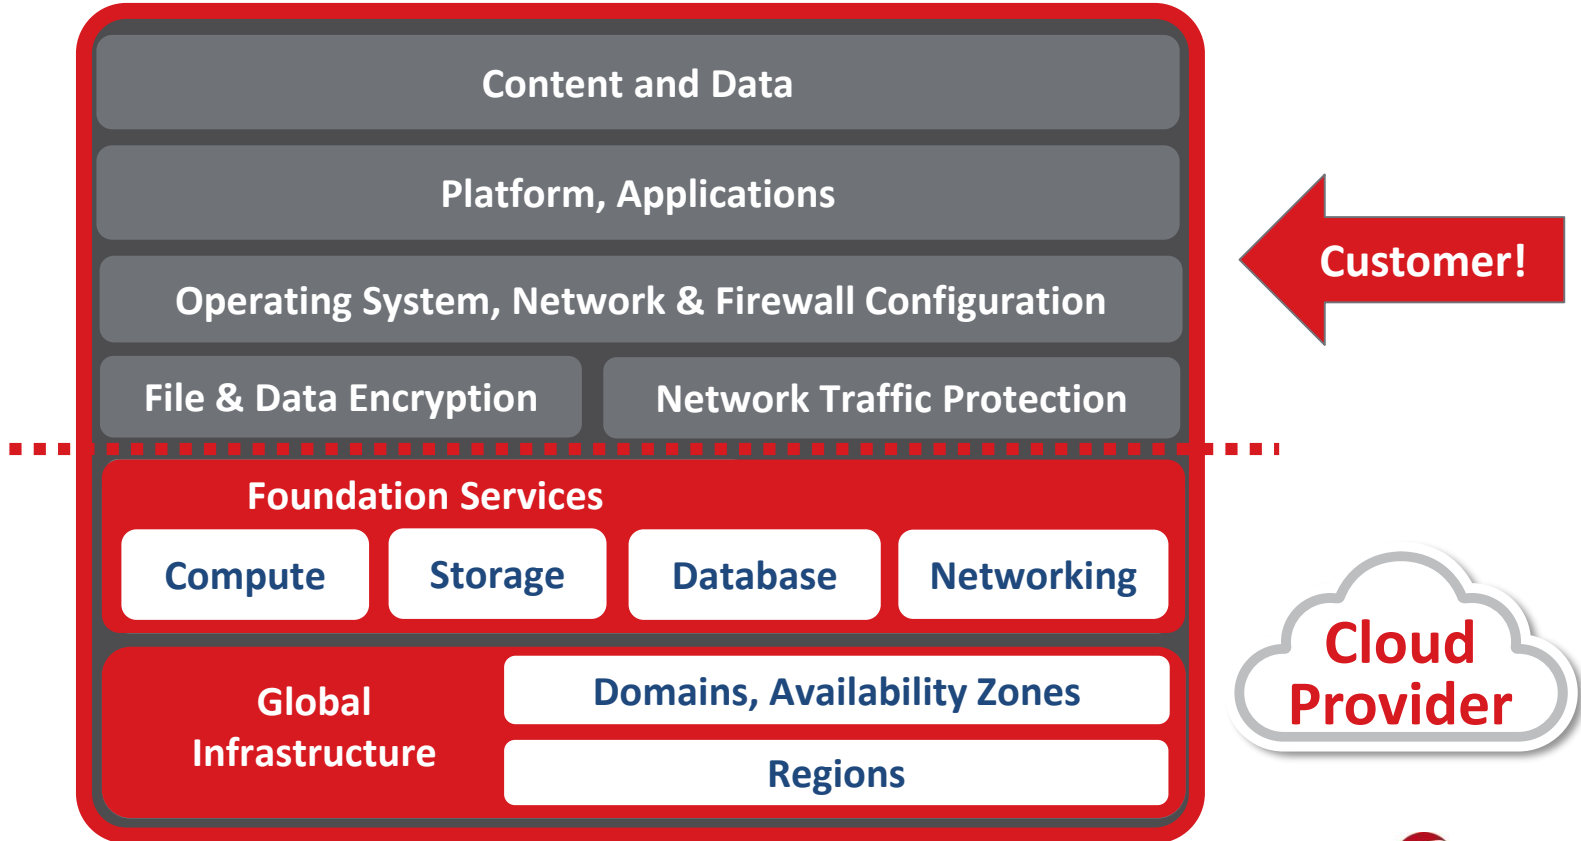 Content and Data
Platform, Applications
Customer!
Operating System, Network & Firewall Configuration
File & Data Encryption
Network Traffic Protection
Foundation Services
Compute
Storage
Database
Networking
Global
Infrastructure
Domains, Availability Zones
Regions
Cloud
Provider